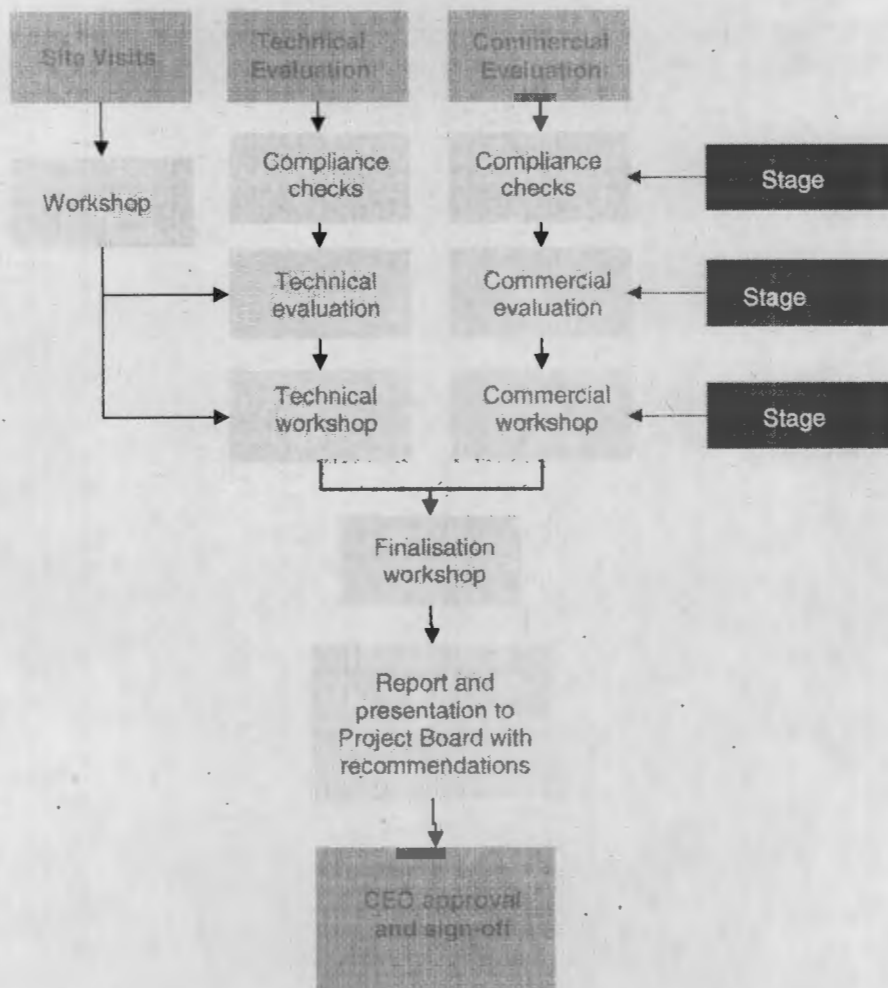 Site Visits
Technical
Evaluation
Commercial
Evaluation
Workshop
Compliance
checks
Compliance
checks
Stage
Technical
evaluation
Commercial
evaluation
Stage
Technical
workshop
Commercial
workshop
Stage
Finalisation
workshop
Report and
presentation to
Project Board with
recommendations
CEO approval
and sign-off